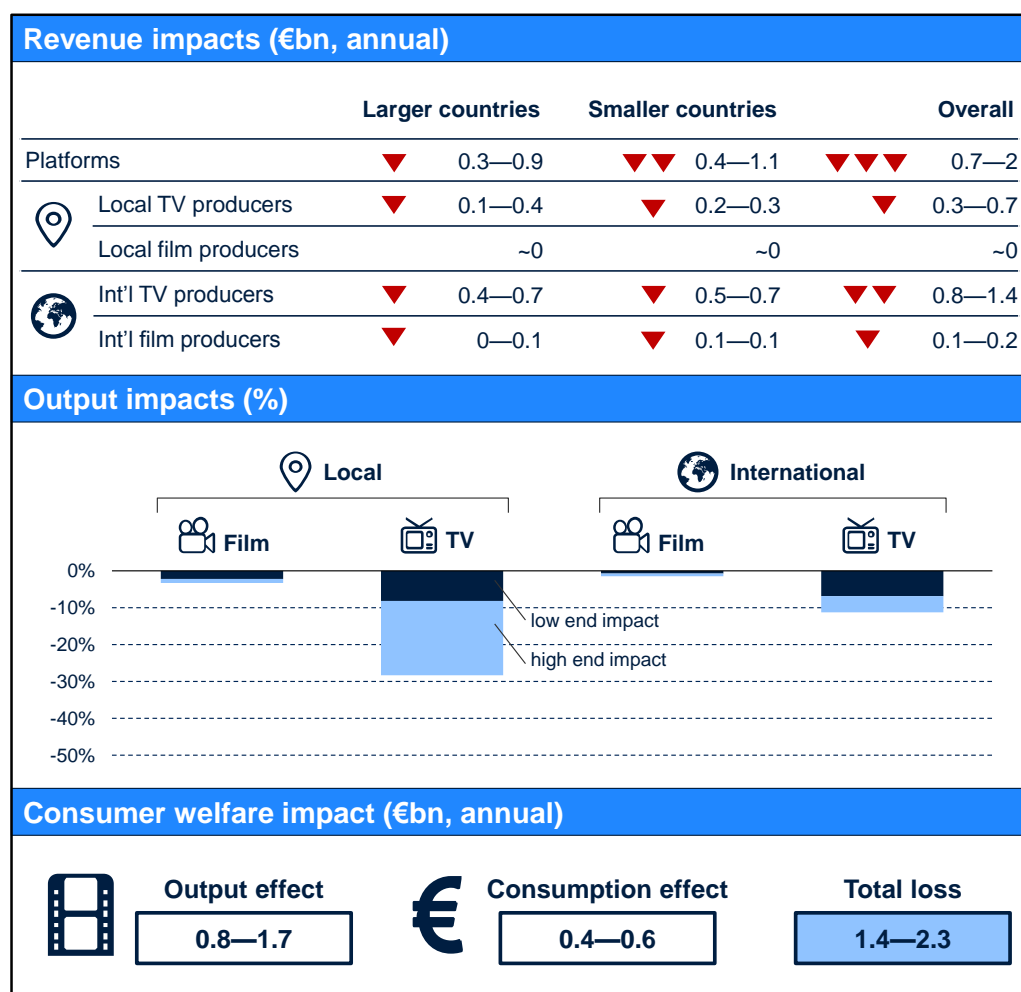 Revenue impacts (€bn, annual)
Larger countries Smaller countries Overall
Platforms 0.3—0.9 0.4—1.1 0.7—2
Local TV producers 0.1—0.4 0.2—0.3 0.3—0.7
Local film producers ~0 ~0 ~0
Int’l TV producers 0.4—0.7 0.5—0.7 0.8—1.4
Int’l film producers 0—0.1 0.1—0.1 0.1—0.2
Output impacts (%)
Local International
Film TV Film TV
0%
-10%
low end impact
-20%
high end impact
-30%
-40%
-50%
Consumer welfare impact (€bn, annual)
€
Output effect Consumption effect Total loss
0.8—1.7 0.4—0.6 1.4—2.3